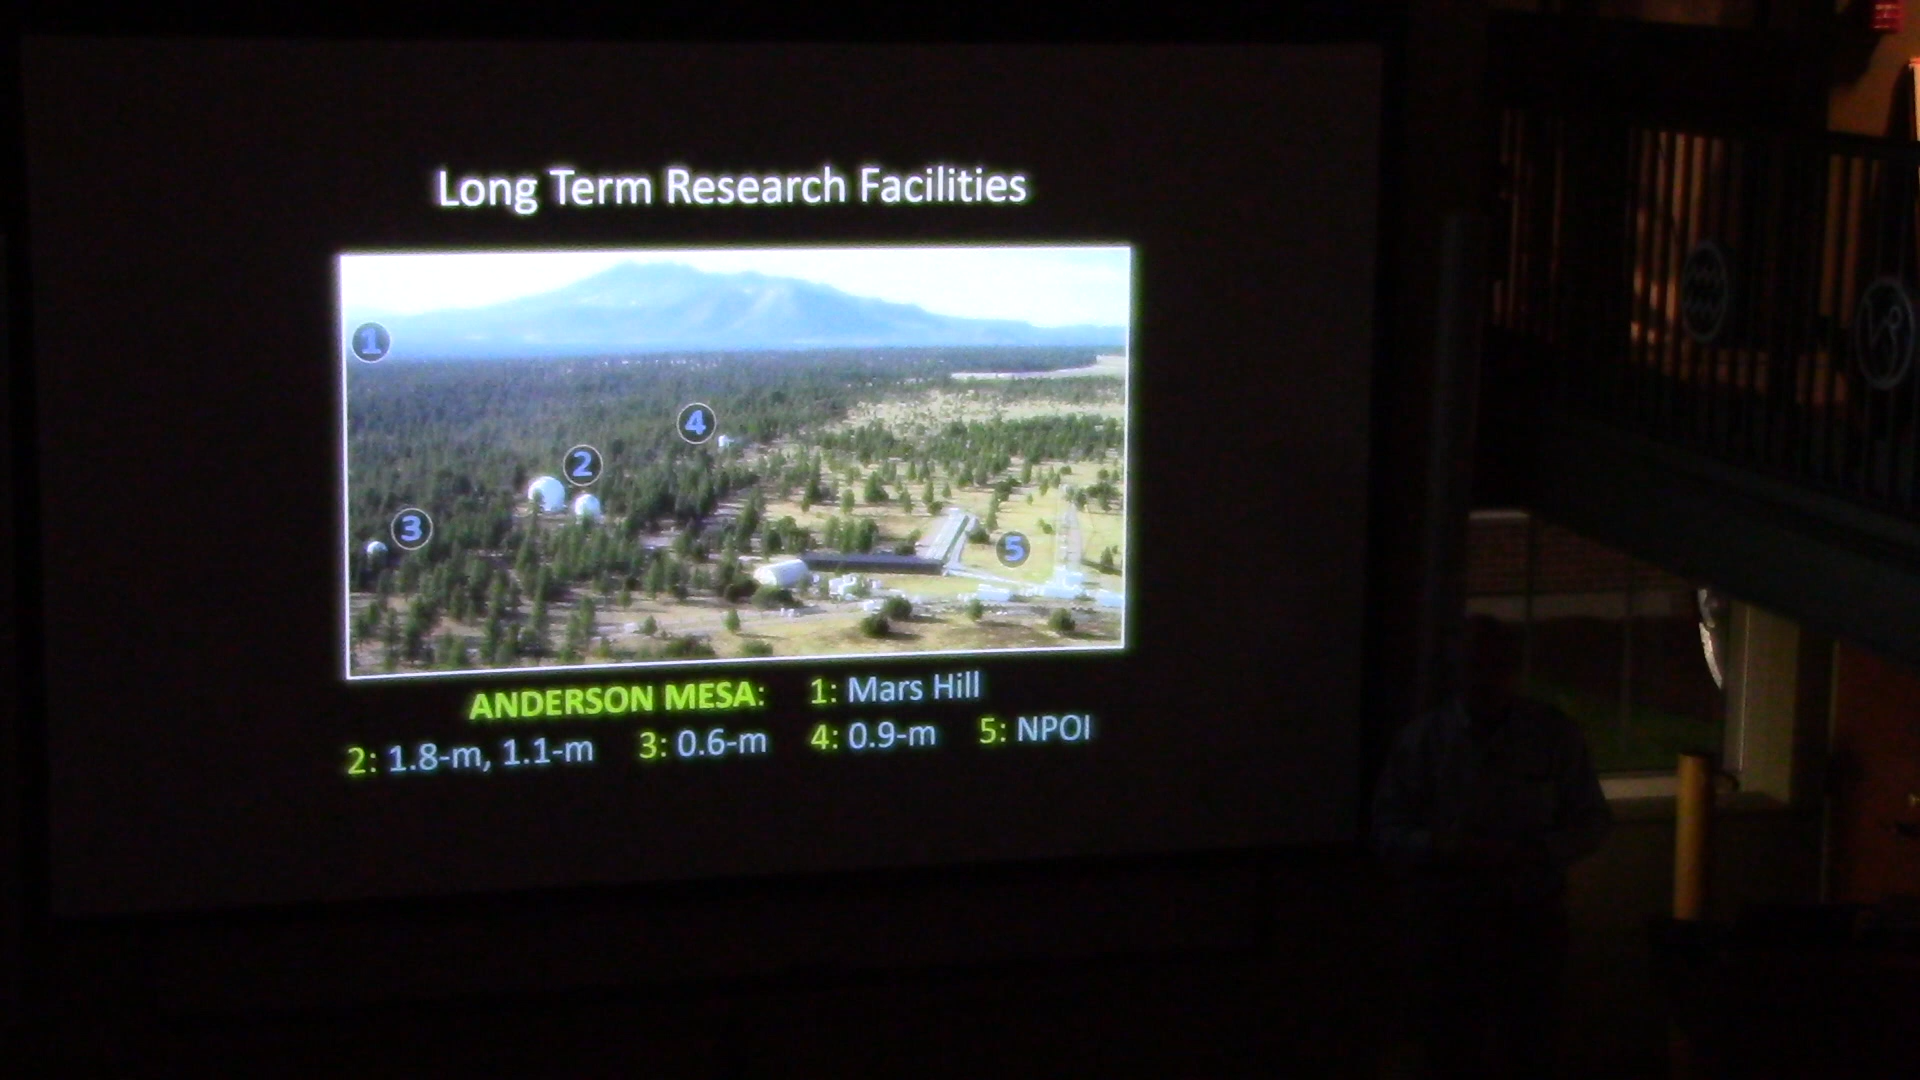 Long Term Research Facilities
1
4
2
3
5
ANDERSON MESA: 1: Mars Hill
2: 1.8-m, 1.1-m 3: 0.6-m 4: 0.9-m 5: NPOI